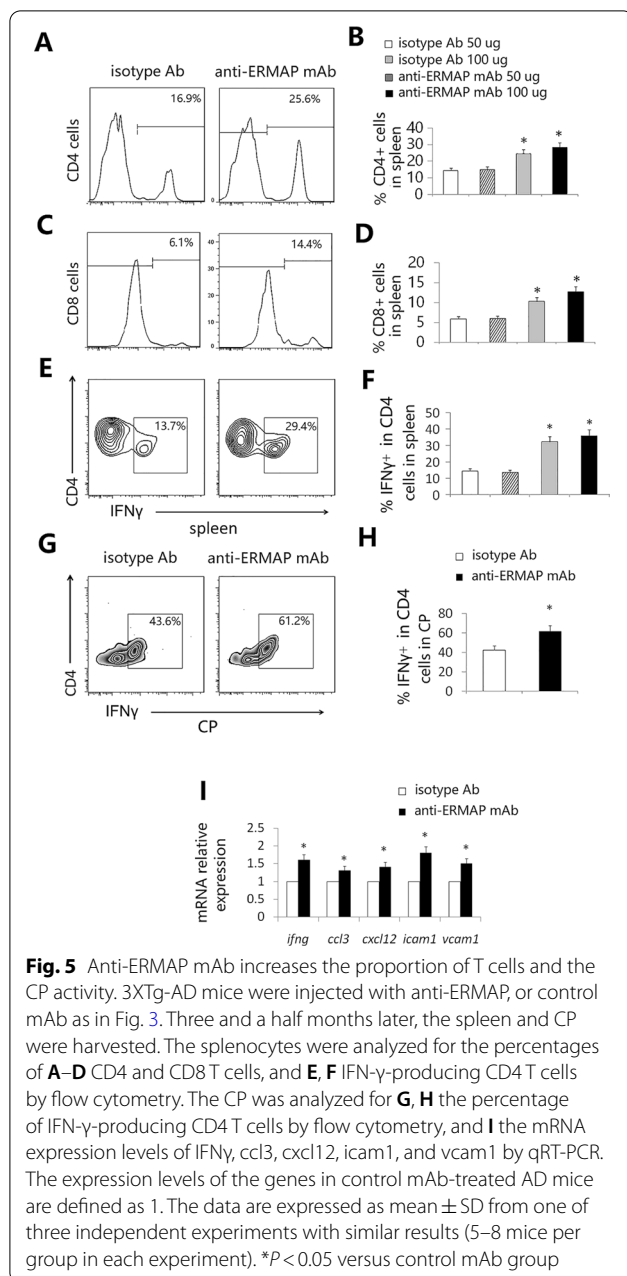 A
isotype Ab
anti-ERMAP mAb
CD4 cells
16.9%
25.6%
0
B
isotype Ab 50 ug
isotype Ab 100 ug
anti-ERMAP mAb 50 ug
anti-ERMAP mAb 100 ug
% CD4+ cells
in spleen
40
30
20
10
0
* *
C
CD8 cells
6.1%
14.4%
40
30
20
10
0
D
% CD8+ cells
in spleen
20
15
10
5
0
* *
E
CD4
13.7%
29.4%
IFNγ
spleen
F
% IFNγ+ in CD4
cells in spleen
50
40
30
20
10
0
* *
G
isotype Ab
anti-ERMAP mAb
CD4
43.6%
61.2%
IFNγ
CP
H
isotype Ab
anti-ERMAP mAb
% IFNγ+ in CD4
cells in CP
80
60
40
20
0
*
I
isotype Ab
anti-ERMAP mAb
mRNA relative
expression
2.5
2
1.5
1
0.5
0
* * * * *
ifng ccl3 cxcl12 icam1 vcam1
Fig. 5 Anti-ERMAP mAb increases the proportion of T cells and the
CP activity. 3XTg-AD mice were injected with anti-ERMAP, or control
mAb as in Fig. 3. Three and a half months later, the spleen and CP
were harvested. The splenocytes were analyzed for the percentages
of A–D CD4 and CD8 T cells, and E, F IFN-γ-producing CD4 T cells
by flow cytometry. The CP was analyzed for G, H the percentage
of IFN-γ-producing CD4 T cells by flow cytometry, and I the mRNA
expression levels of IFNγ, ccl3, cxcl12, icam1, and vcam1 by qRT-PCR.
The expression levels of the genes in control mAb-treated AD mice
are defined as 1. The data are expressed as mean ± SD from one of
three independent experiments with similar results (5–8 mice per
group in each experiment). *P < 0.05 versus control mAb group